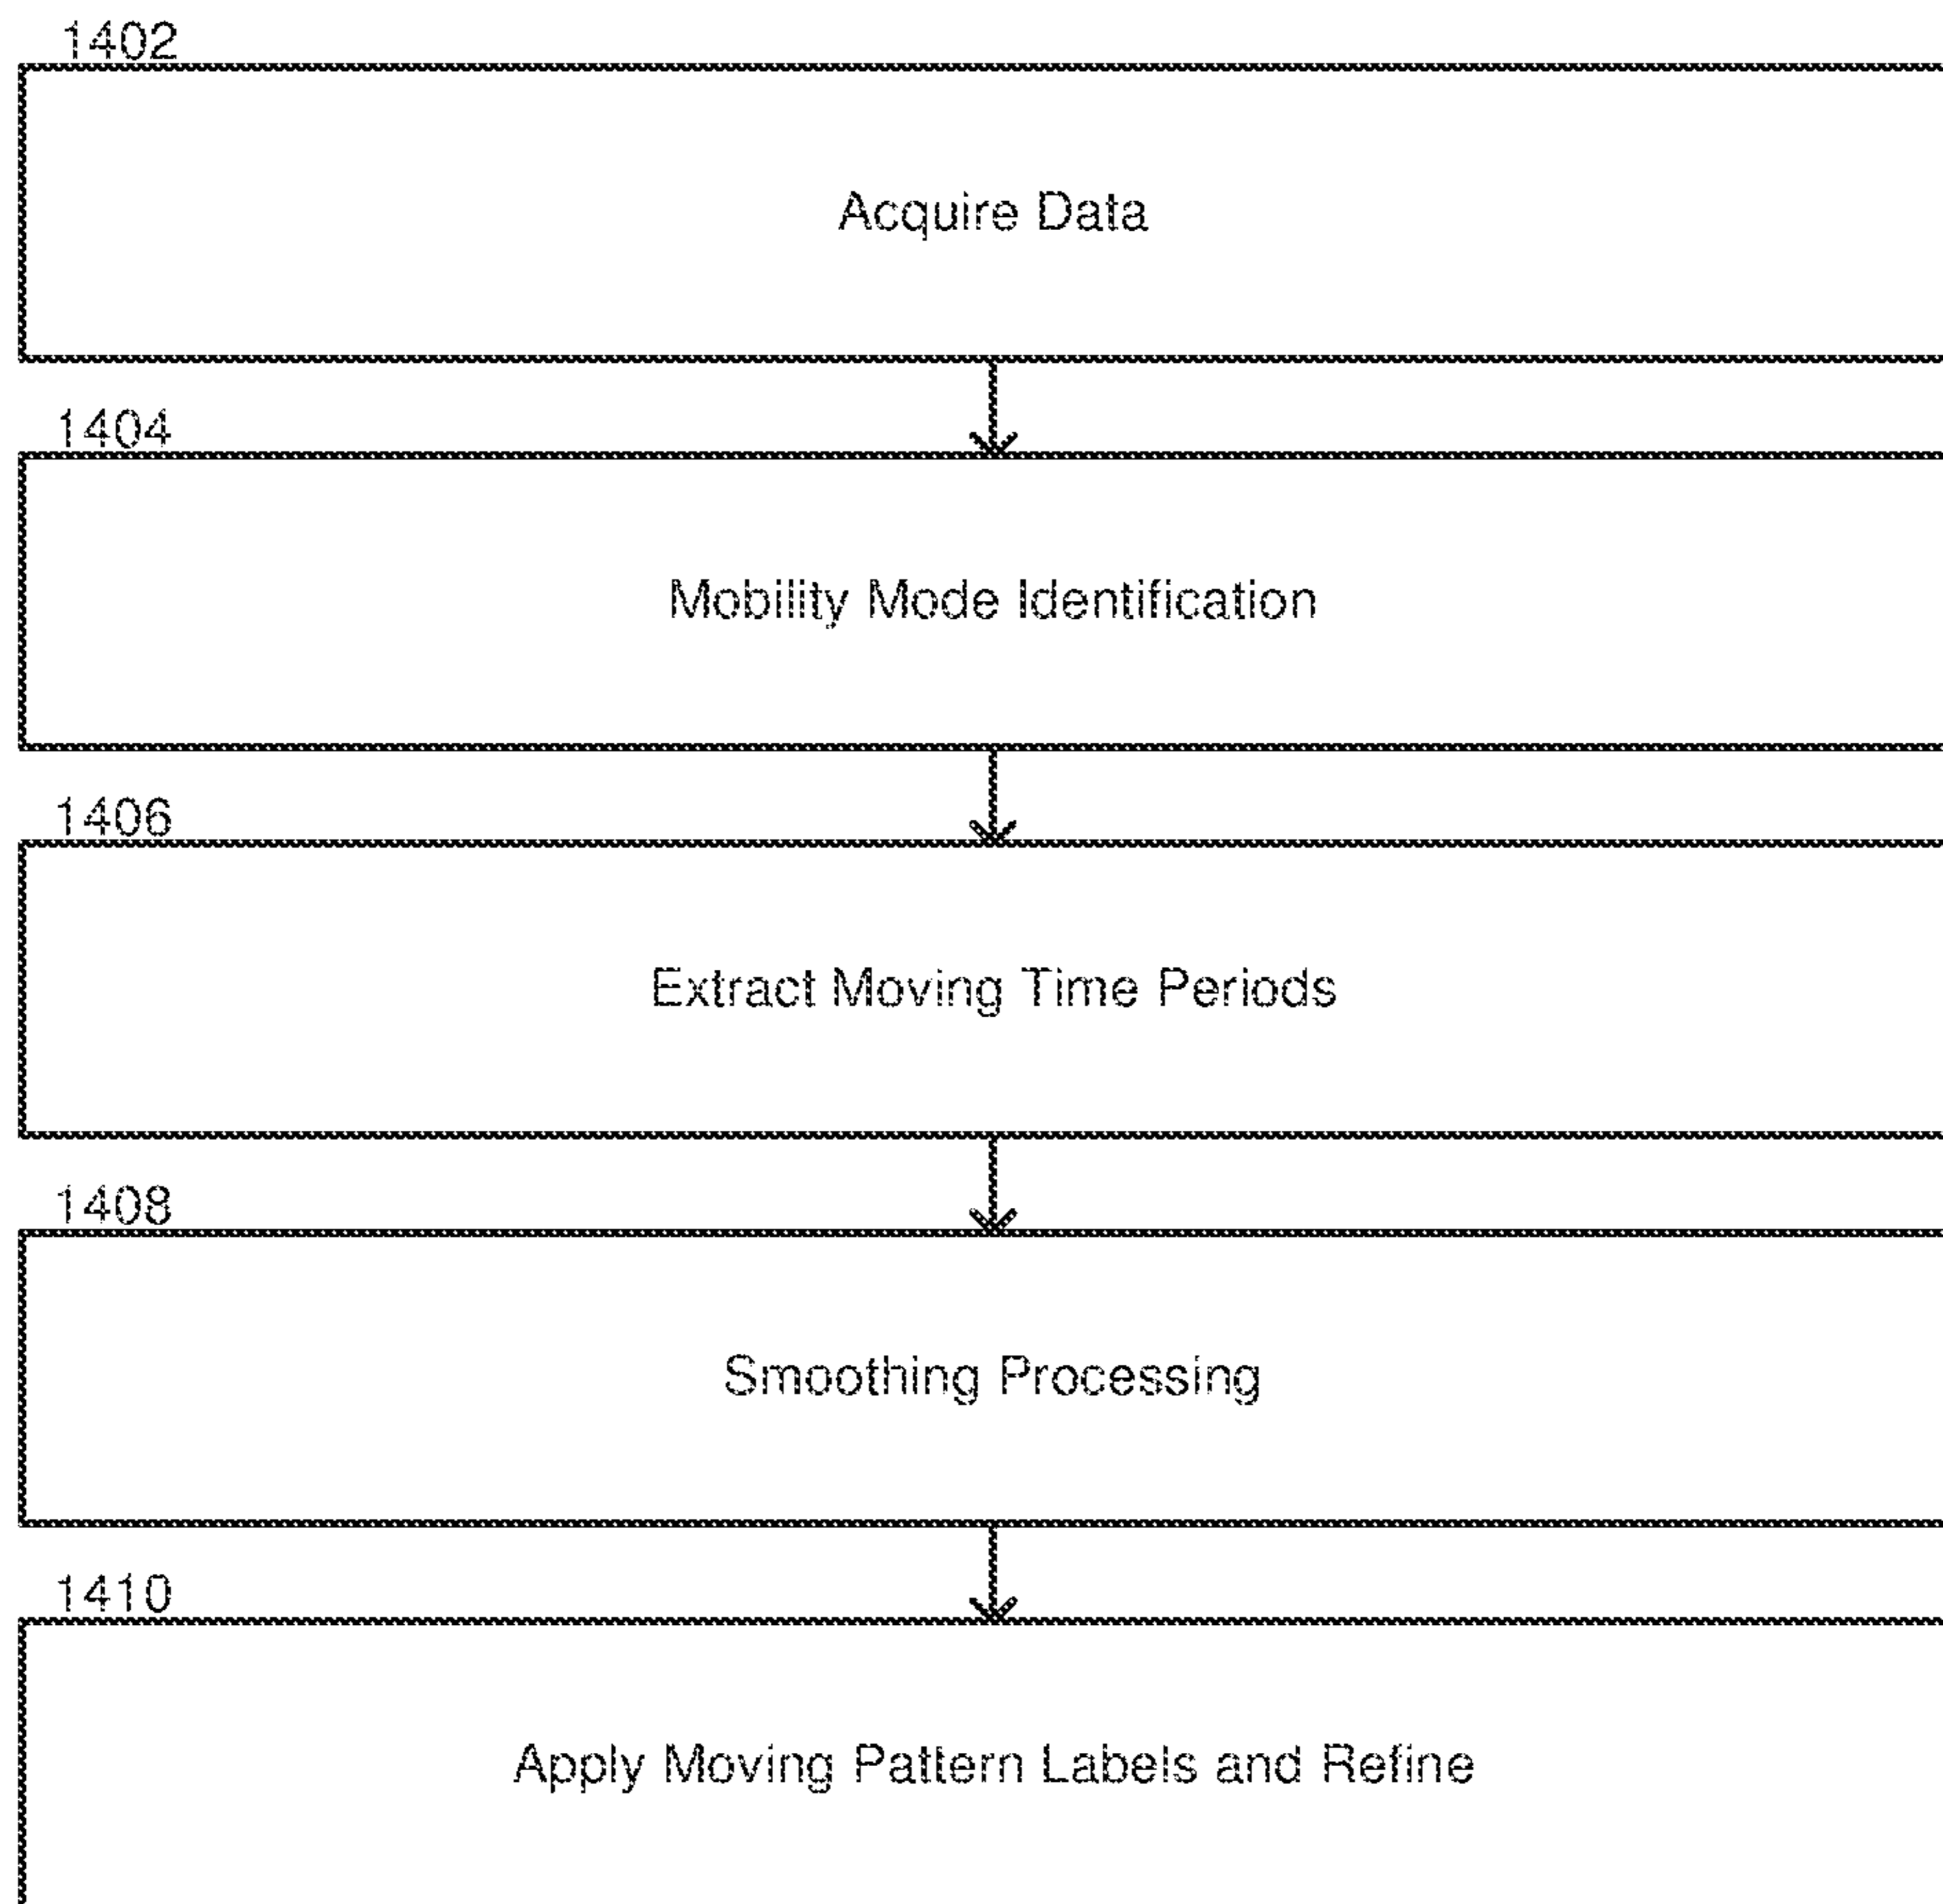 1402
Acquire Data
1404
Mobility Mode Identification
1406
Extract Moving Time Periods
1408
Smoothing Processing
1410
Apply Moving Pattern Labels and Refine